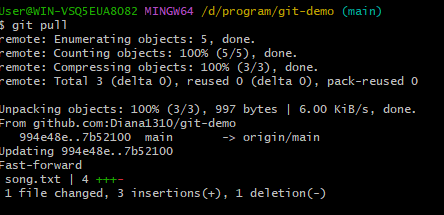 User@WIN-VSQ5EUA8082 MINGW64 /d/program/git-demo (main)
$ git pull
remote: Enumerating objects: 5, done.
remote: Counting objects: 100% (5/5), done.
remote: Compressing objects: 100% (3/3), done.
remote: Total 3 (delta 0), reused 0 (delta 0), pack-reused 0
Unpacking objects: 100% (3/3), 997 bytes | 6.00 KiB/s, done.
From github.com:Diana1310/git-demo
   994e48e..7b52100  main       -> origin/main
Updating 994e48e..7b52100
Fast-forward
 song.txt | 4 +++-
 1 file changed, 3 insertions(+), 1 deletion(-)